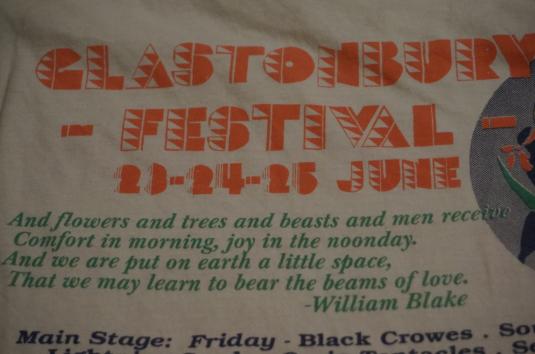 GLASTONBURY
- FESTIVAL -
23-24-25 JUNE
And flowers and trees and beasts and men receive
Comfort in morning, joy in the noonday.
And we are put on earth a little space,
That we may learn to bear the beams of love.
-William Blake
Main Stage: Friday - Black Crowes .